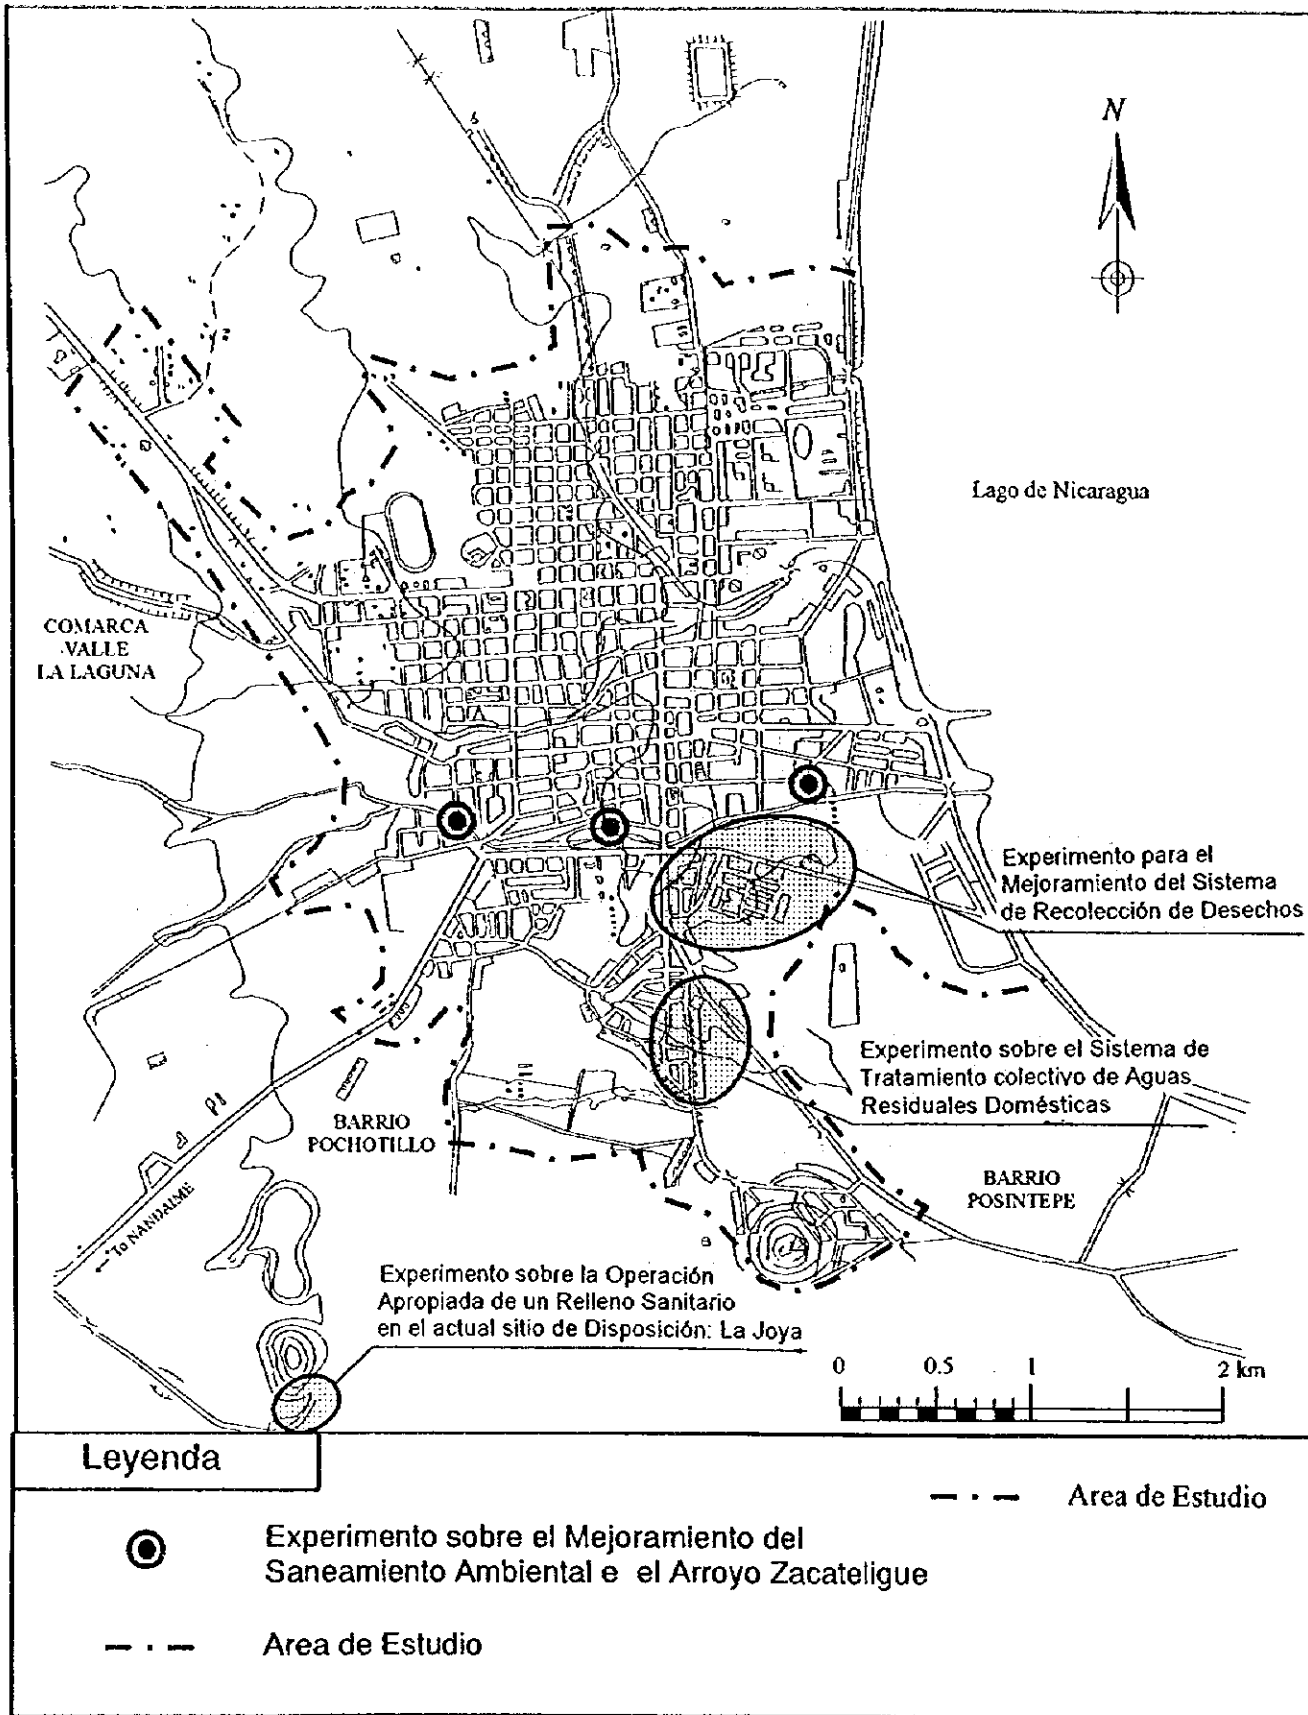 N
Lago de Nicaragua
COMARCA
VALLE
LA LAGUNA
Experimento para el
Mejoramiento del Sistema
de Recolección de Desechos
Experimento sobre el Sistema de
Tratamiento colectivo de Aguas
Residuales Domésticas
BARRIO
POCHOTILLO
BARRIO
POSINTEPE
To NANDAIME
Experimento sobre la Operación
Apropiada de un Relleno Sanitario
en el actual sitio de Disposición: La Joya
0 0.5 1 2 km
Leyenda
Area de Estudio
Experimento sobre el Mejoramiento del
Saneamiento Ambiental e el Arroyo Zacateligue
Area de Estudio